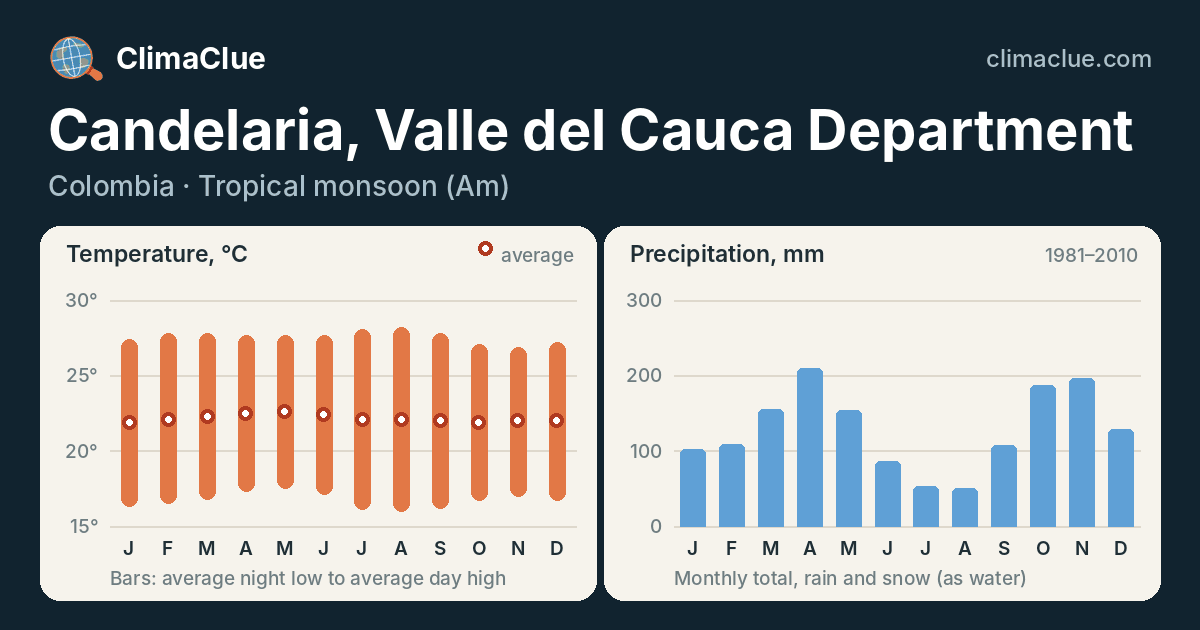 ClimaClue
climaclue.com
Candelaria, Valle del Cauca Department
Colombia · Tropical monsoon (Am)
Temperature, °C
average
30°
25°
20°
15°
J F M A M J J A S O N D
Bars: average night low to average day high
Precipitation, mm
1981–2010
300
200
100
0
J F M A M J J A S O N D
Monthly total, rain and snow (as water)